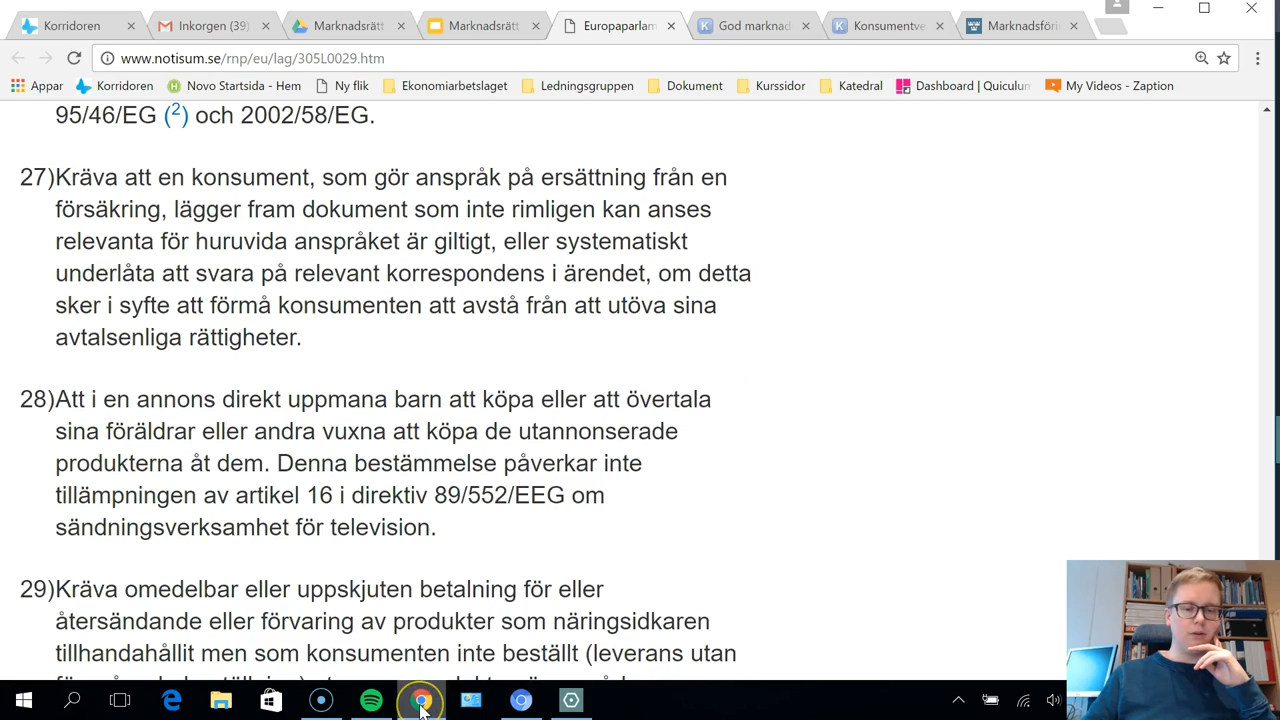 Korridoren
Inkorgen (39)
Marknadsrätt
Marknadsrätt
Europaparlam
God marknad
Konsumentve
Marknadsförin
www.notisum.se/rnp/eu/lag/305L0029.htm
Appar
Korridoren
Novo Startsida - Hem
Ny flik
Ekonomiarbetslaget
Ledningsgruppen
Dokument
Kurssidor
Katedral
Dashboard | Quiculum
My Videos - Zaption
95/46/EG (2) och 2002/58/EG.
27)Kräva att en konsument, som gör anspråk på ersättning från en
försäkring, lägger fram dokument som inte rimligen kan anses
relevanta för huruvida anspråket är giltigt, eller systematiskt
underlåta att svara på relevant korrespondens i ärendet, om detta
sker i syfte att förmå konsumenten att avstå från att utöva sina
avtalsenliga rättigheter.
28)Att i en annons direkt uppmana barn att köpa eller att övertala
sina föräldrar eller andra vuxna att köpa de utannonserade
produkterna åt dem. Denna bestämmelse påverkar inte
tillämpningen av artikel 16 i direktiv 89/552/EEG om
sändningsverksamhet för television.
29)Kräva omedelbar eller uppskjuten betalning för eller
återsändande eller förvaring av produkter som näringsidkaren
tillhandahållit men som konsumenten inte beställt (leverans utan